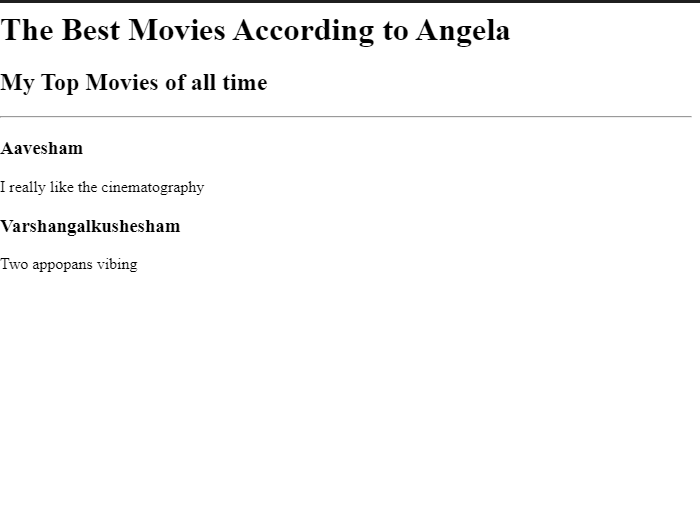 The Best Movies According to Angela
My Top Movies of all time
Aavesham
I really like the cinematography
Varshangalkushesham
Two appopans vibing